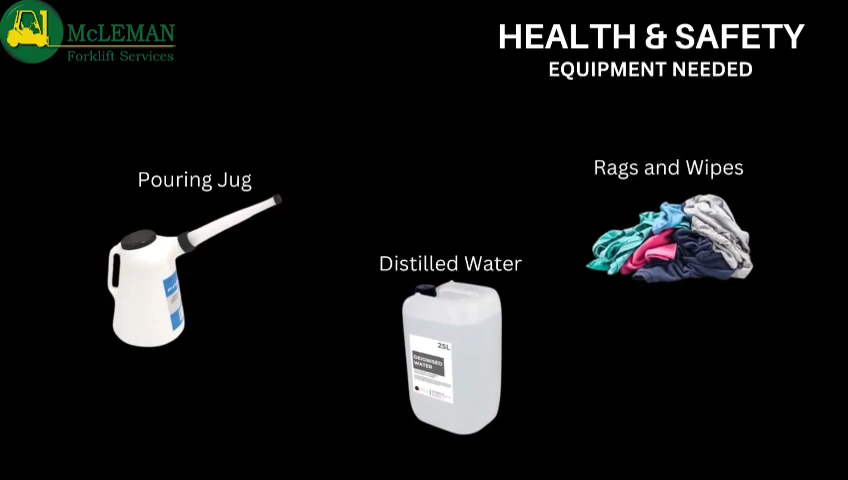 McLEMAN
Forklift Services
HEALTH & SAFETY
EQUIPMENT NEEDED
Pouring Jug
Rags and Wipes
Distilled Water
25L
DEIONISED
WATER